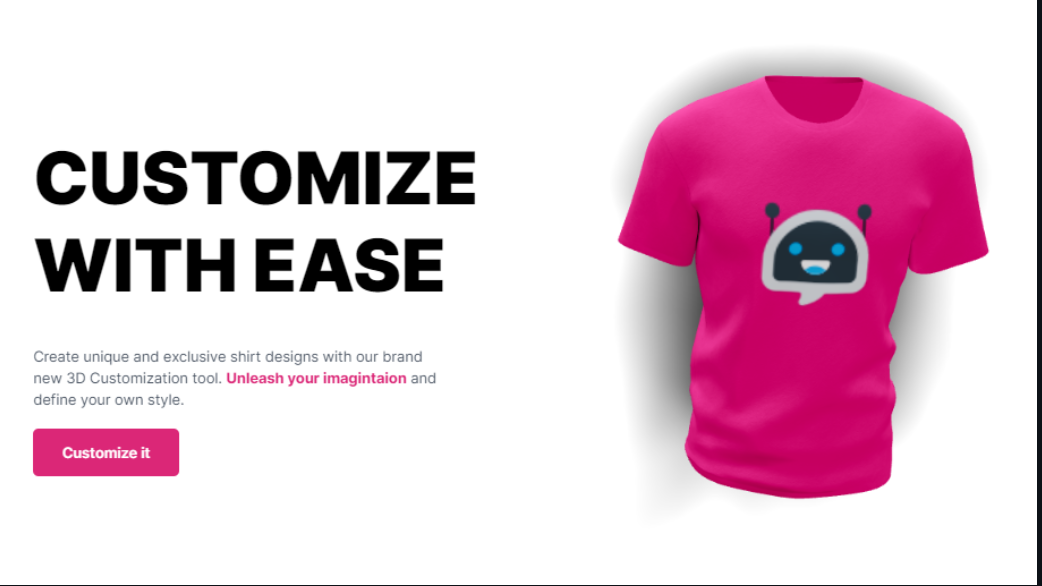 CUSTOMIZE
WITH EASE
Create unique and exclusive shirt designs with our brand
new 3D Customization tool. Unleash your imagintaion and
define your own style.
Customize it